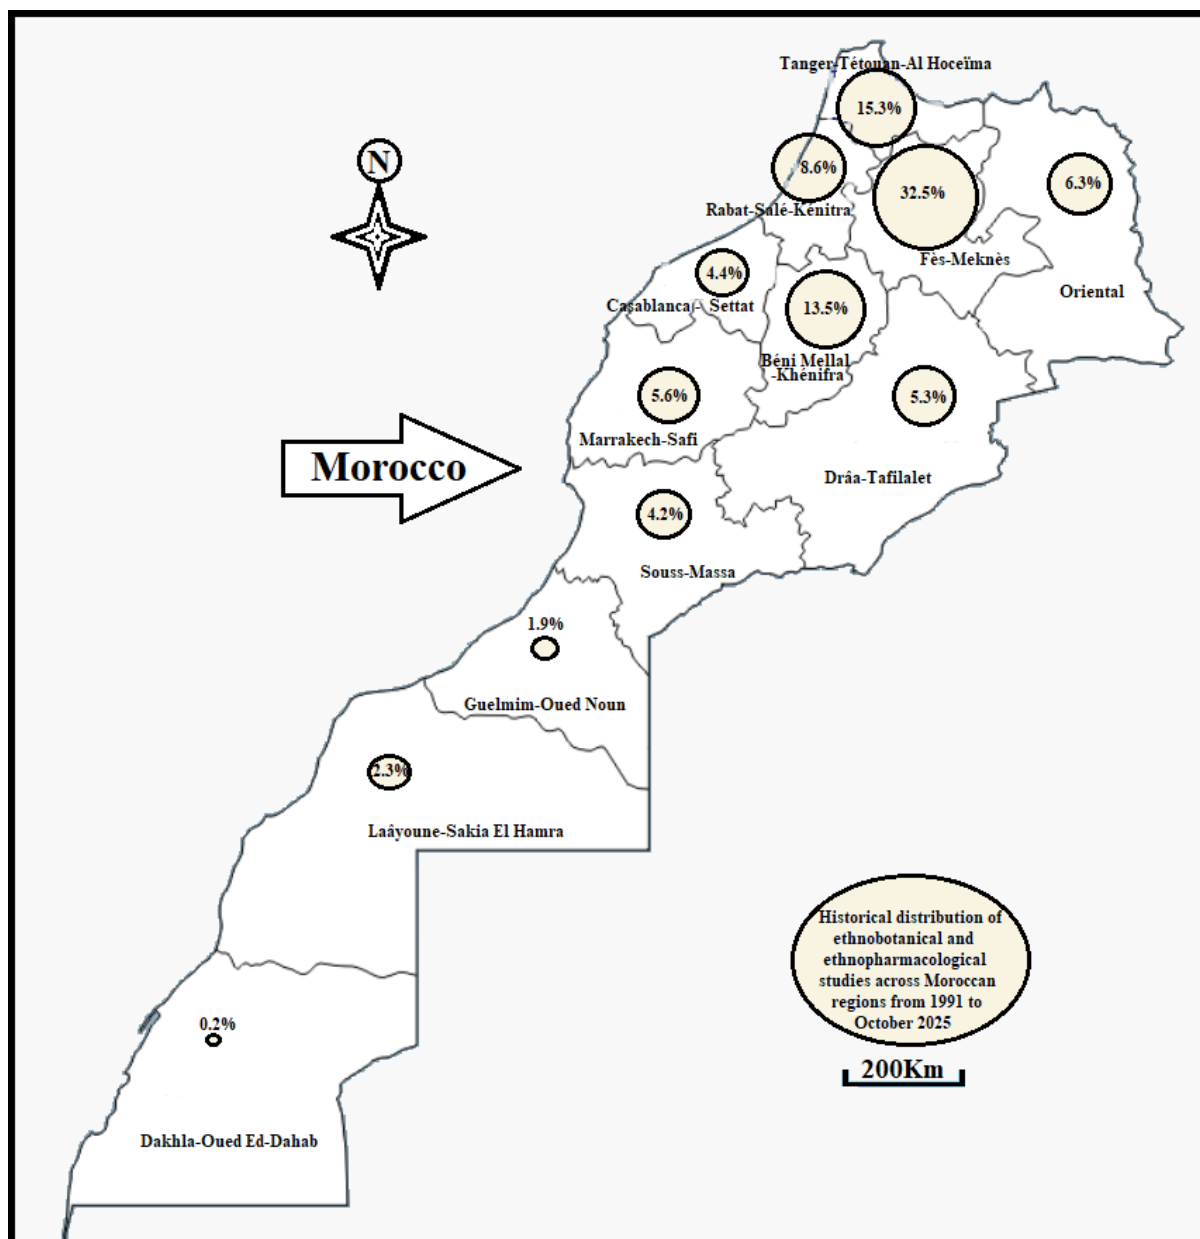 Tanger-Tétouan-Al Hoceïma
15.3%
N
8.6%
6.3%
32.5%
Rabat-Salé-Kénitra
Fès-Meknès
4.4%
Oriental
Casablanca - Settat
13.5%
Béni Mellal
-Khénifra
5.6%
5.3%
Marrakech-Safi
Morocco
Drâa-Tafilalet
4.2%
Souss-Massa
1.9%
Guelmim-Oued Noun
2.3%
Laâyoune-Sakia El Hamra
Historical distribution of
ethnobotanical and
ethnopharmacological
studies across Moroccan
regions from 1991 to
October 2025
0.2%
200Km
Dakhla-Oued Ed-Dahab